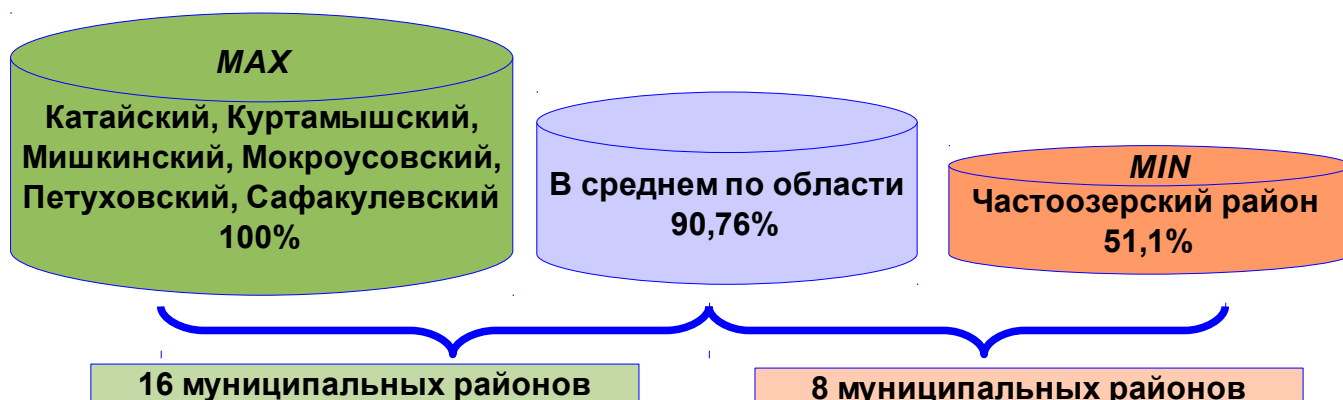 MAX
Катайский, Куртамышский,
Мишкинский, Мокроусовский,
Петуховский, Сафакулевский
100%
В среднем по области
90,76%
MIN
Частоозерский район
51,1%
16 муниципальных районов
8 муниципальных районов